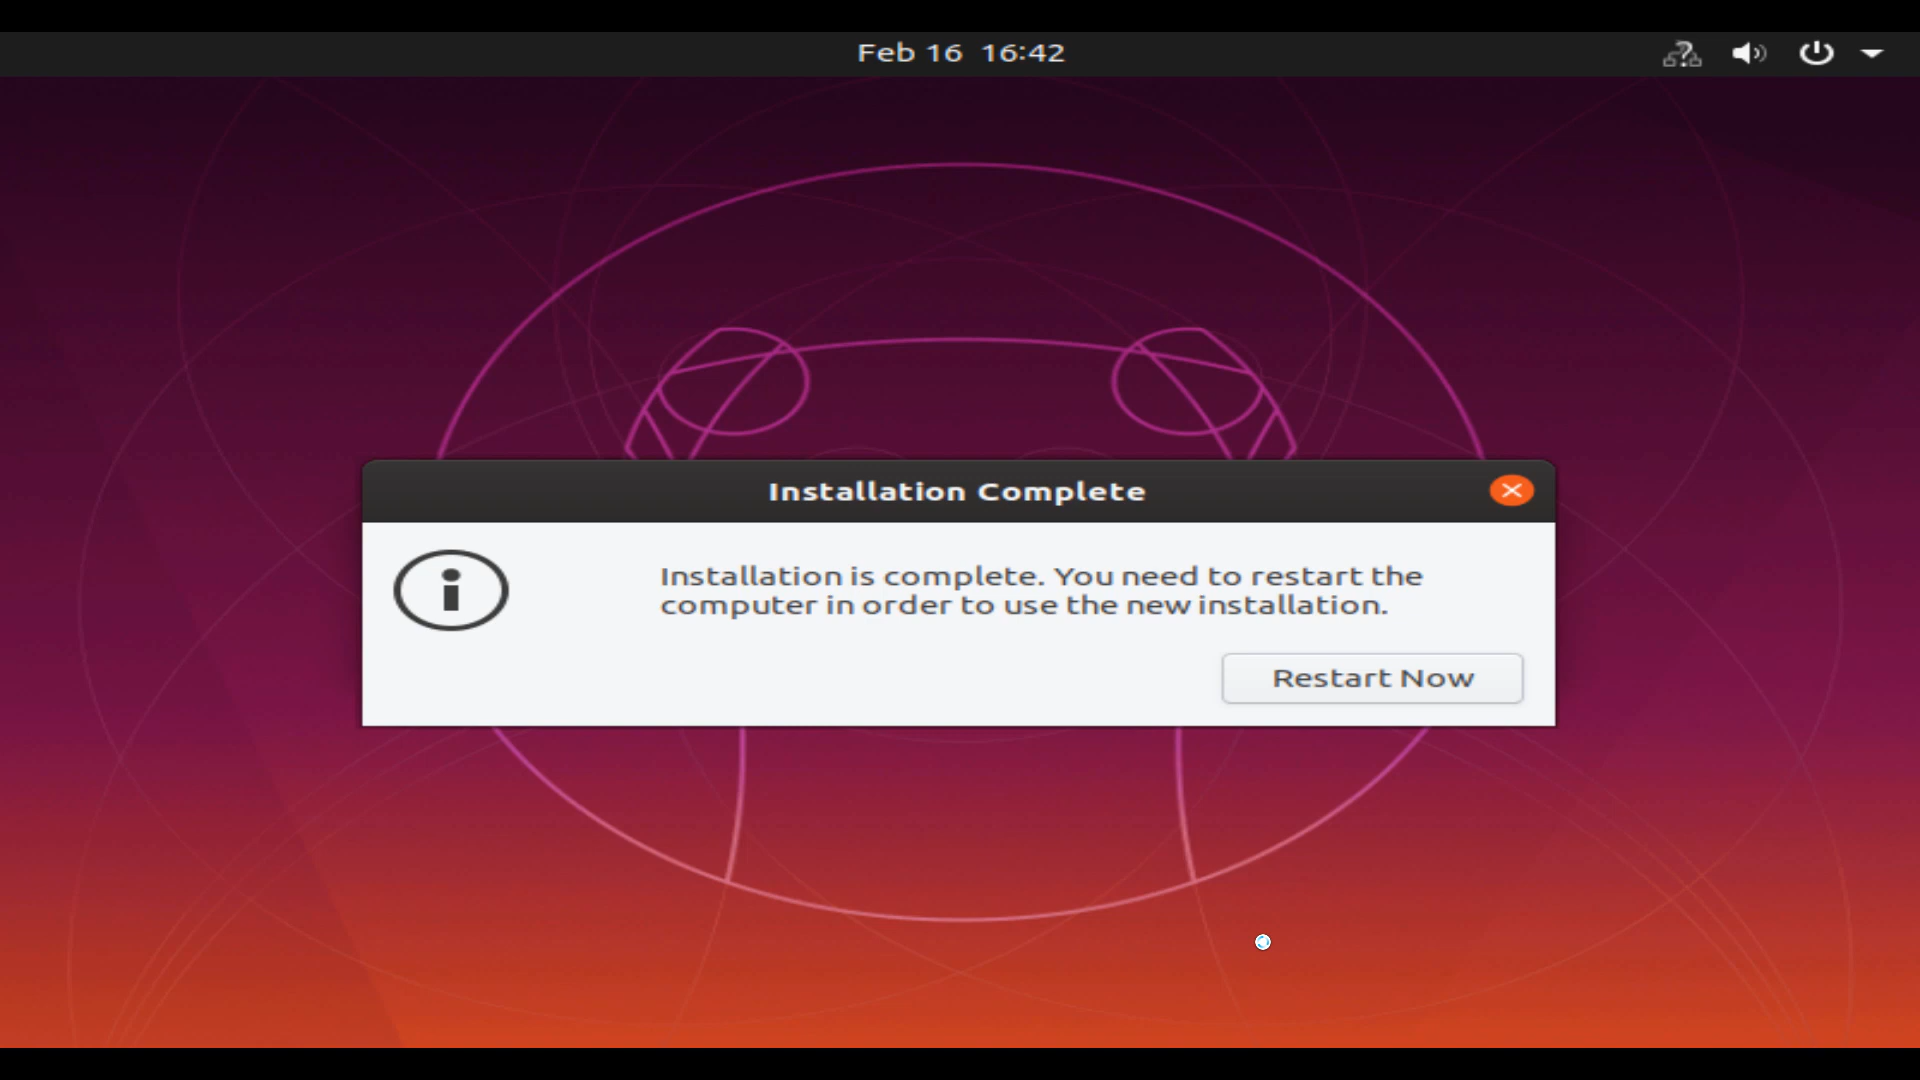 Feb 16 16:42
Installation Complete
Installation is complete. You need to restart the
computer in order to use the new installation.
Restart Now